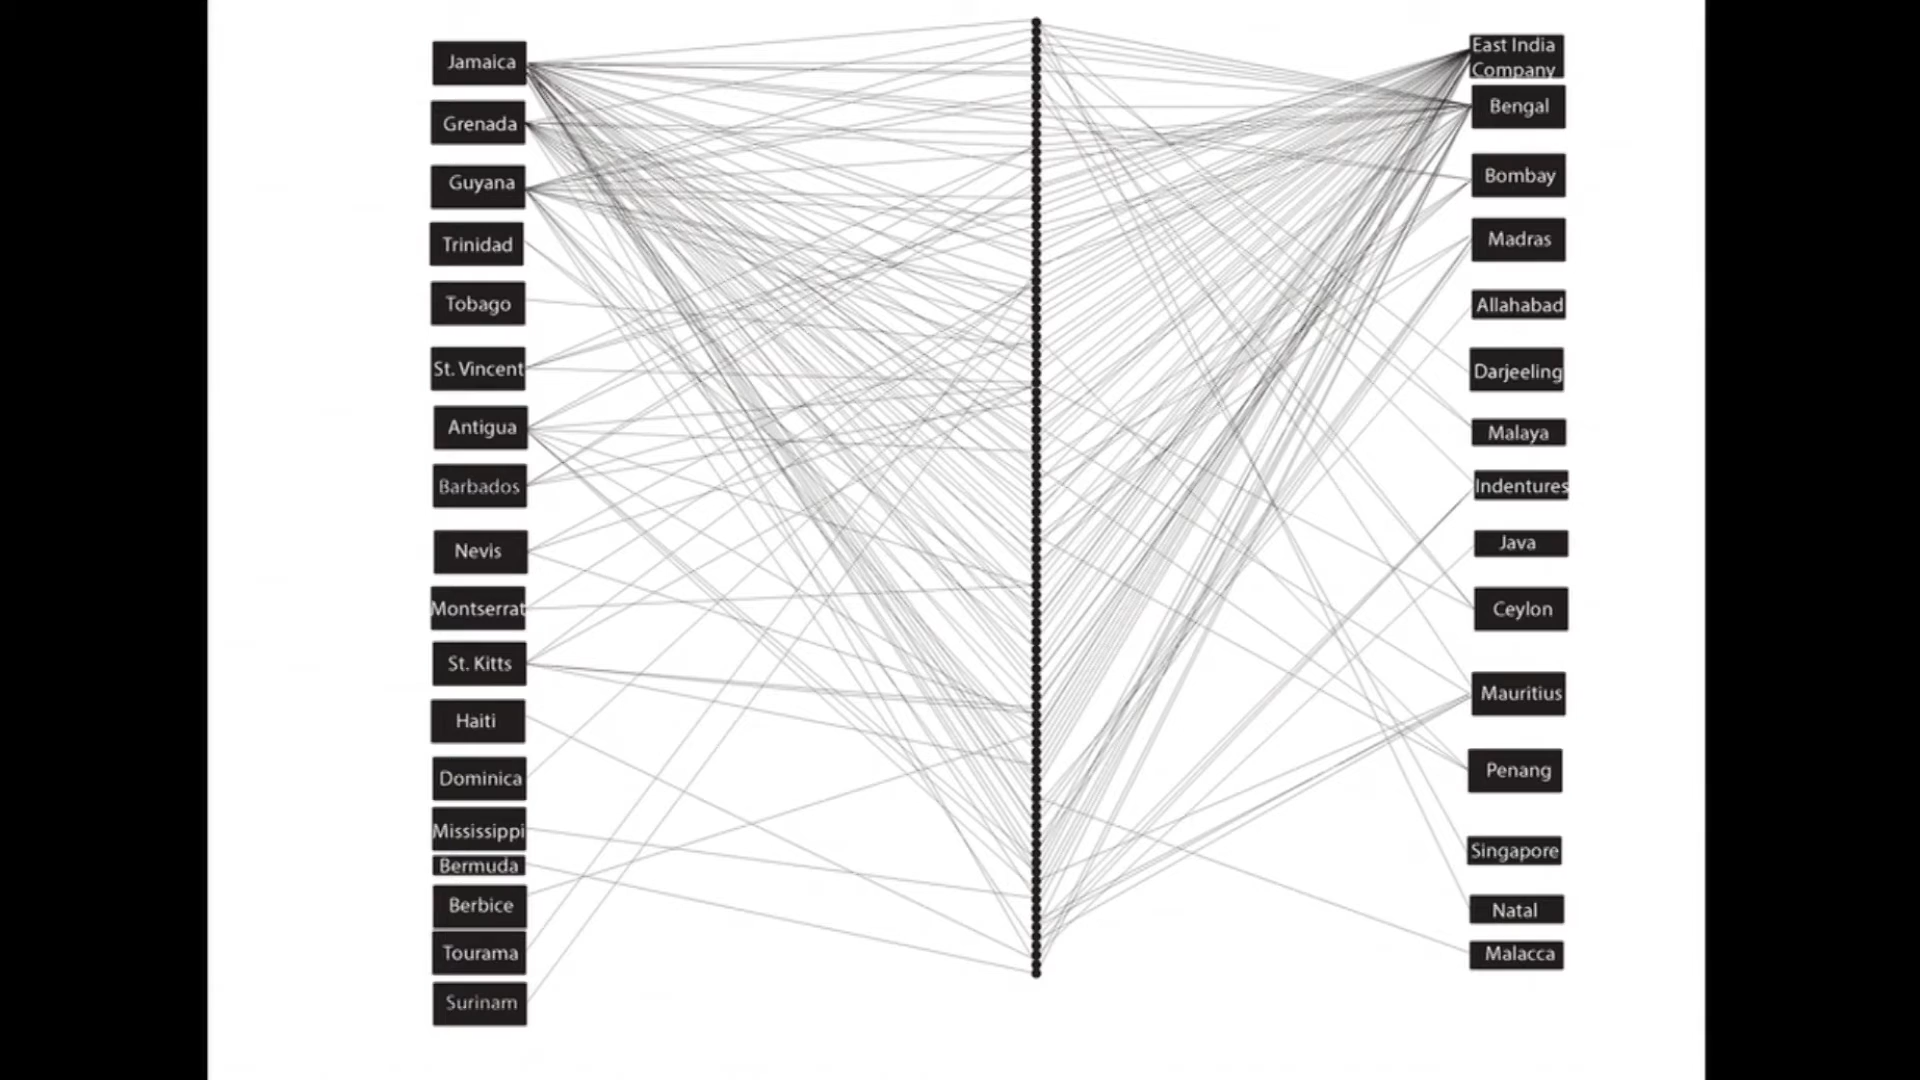 Jamaica
Grenada
Guyana
Trinidad
Tobago
St. Vincent
Antigua
Barbados
Nevis
Montserrat
St. Kitts
Haiti
Dominica
Mississippi
Bermuda
Berbice
Tourama
Surinam
East India
Company
Bengal
Bombay
Madras
Allahabad
Darjeeling
Malaya
Indentures
Java
Ceylon
Mauritius
Penang
Singapore
Natal
Malacca